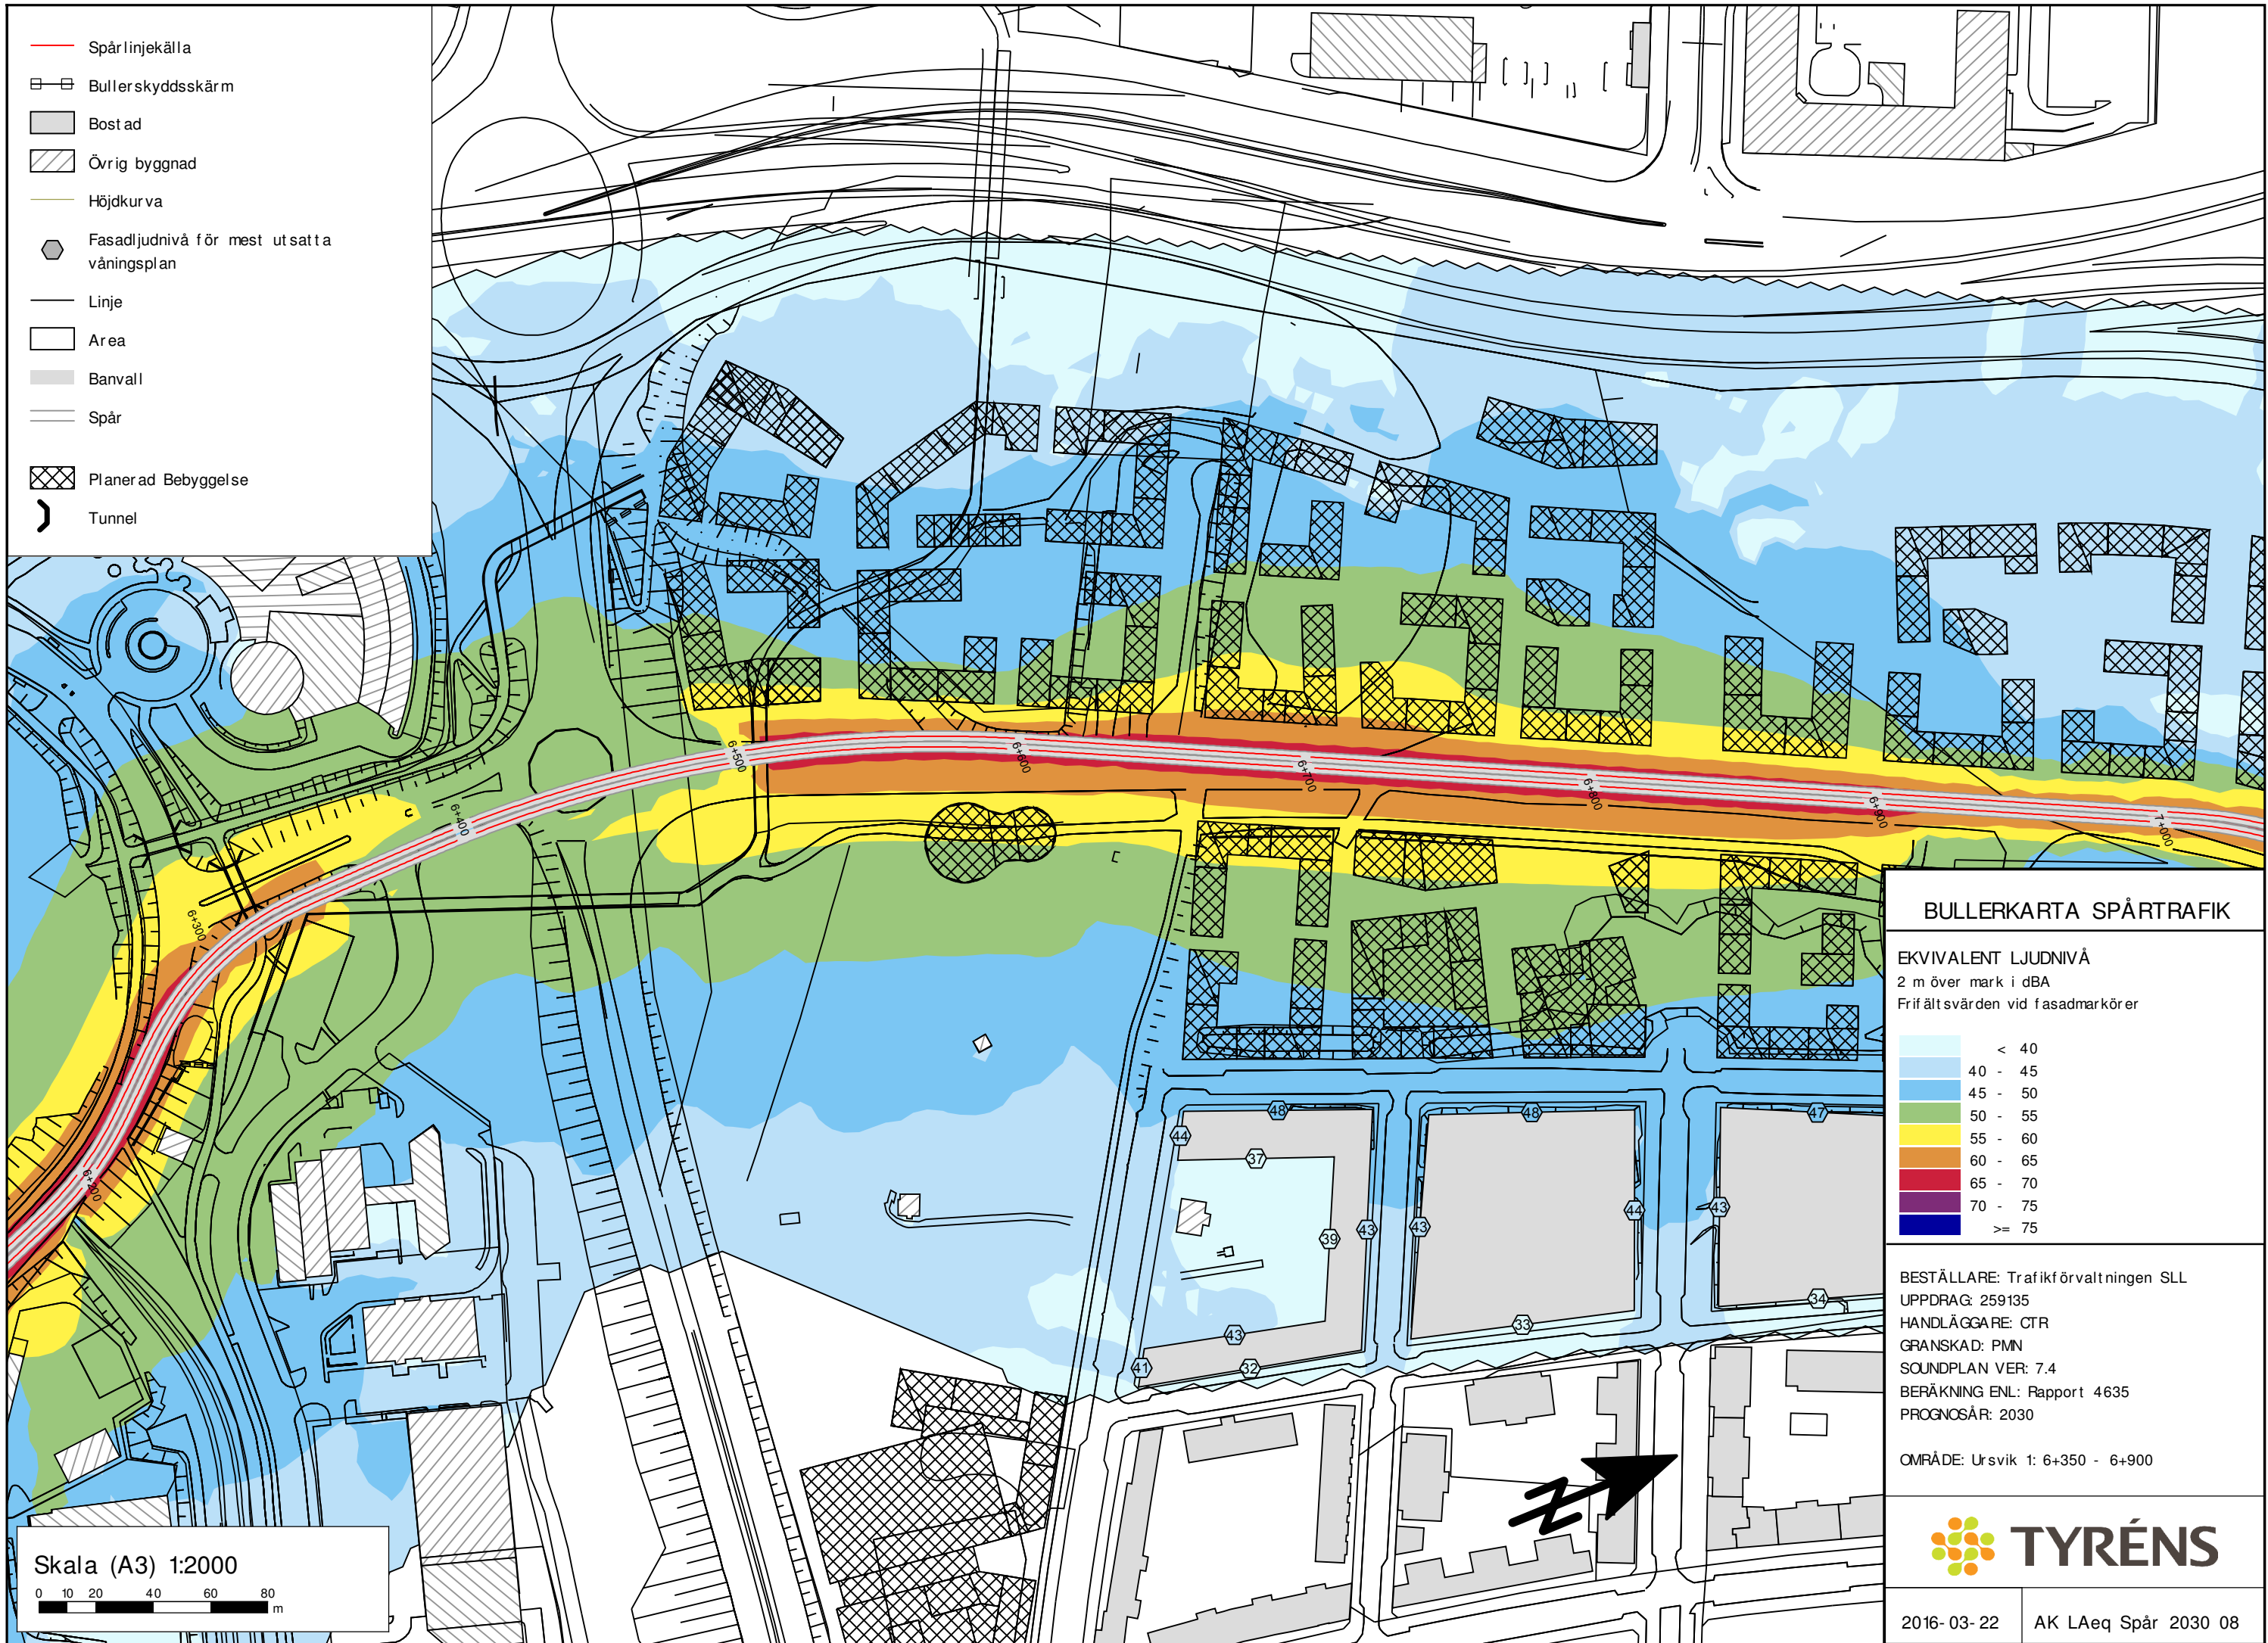 Spårlinjekälla
Bullerskyddsskärm
Bostad
Övrig byggnad
Höjdkurva
Fasadljudnivå för mest utsatta
våningsplan
Linje
Area
Banvall
Spår
Planerad Bebyggelse
Tunnel
6+500
6+600
6+700
6+800
6+900
7+000
6+400
6+300
6+200
48
48
47
44
37
44
43
39
43
43
43
41
32
33
34
Skala (A3) 1:2000
0 10 20 40 60 80
m
BULLERKARTA SPÅRTRAFIK
EKVIVALENT LJUDNIVÅ
2 m över mark i dBA
Frifältsvärden vid fasadmarkörer
< 40
40 - 45
45 - 50
50 - 55
55 - 60
60 - 65
65 - 70
70 - 75
>= 75
BESTÄLLARE: Trafikförvaltningen SLL
UPPDRAG: 259135
HANDLÄGGARE: CTR
GRANSKAD: PMN
SOUNDPLAN VER: 7.4
BERÄKNING ENL: Rapport 4635
PROGNOSÅR: 2030
OMRÅDE: Ursvik 1: 6+350 - 6+900
TYRÉNS
2016-03-22
AK LAeq Spår 2030 08